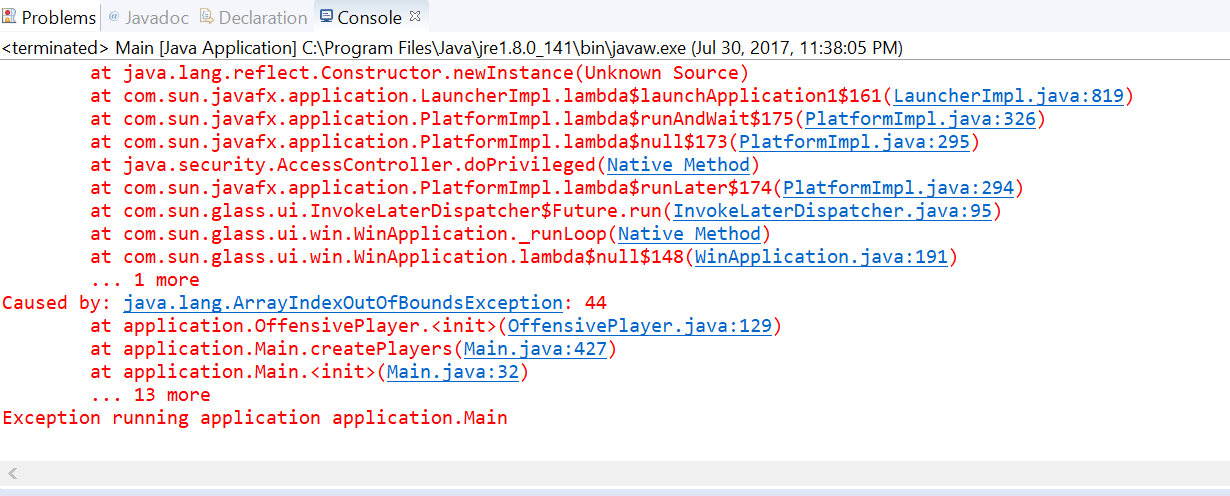 Problems @ Javadoc Declaration Console
<terminated> Main [Java Application] C:\Program Files\Java\jre1.8.0_141\bin\javaw.exe (Jul 30, 2017, 11:38:05 PM)
at java.lang.reflect.Constructor.newInstance(Unknown Source)
at com.sun.javafx.application.LauncherImpl.lambda$launchApplication1$161(LauncherImpl.java:819)
at com.sun.javafx.application.PlatformImpl.lambda$runAndWait$175(PlatformImpl.java:326)
at com.sun.javafx.application.PlatformImpl.lambda$null$173(PlatformImpl.java:295)
at java.security.AccessController.doPrivileged(Native Method)
at com.sun.javafx.application.PlatformImpl.lambda$runLater$174(PlatformImpl.java:294)
at com.sun.glass.ui.InvokeLaterDispatcher$Future.run(InvokeLaterDispatcher.java:95)
at com.sun.glass.ui.win.WinApplication._runLoop(Native Method)
at com.sun.glass.ui.win.WinApplication.lambda$null$148(WinApplication.java:191)
... 1 more
Caused by: java.lang.ArrayIndexOutOfBoundsException: 44
at application.OffensivePlayer.<init>(OffensivePlayer.java:129)
at application.Main.createPlayers(Main.java:427)
at application.Main.<init>(Main.java:32)
... 13 more
Exception running application application.Main